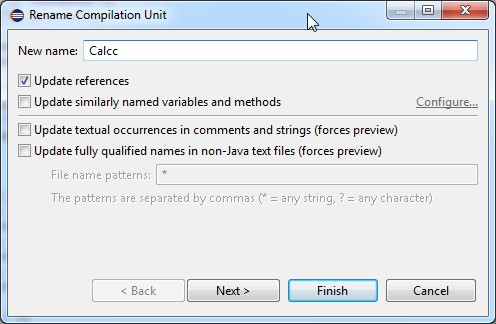 Rename Compilation Unit
New name: Calcc
Update references
Update similarly named variables and methods Configure...
Update textual occurrences in comments and strings (forces preview)
Update fully qualified names in non-Java text files (forces preview)
File name patterns: *
The patterns are separated by commas (* = any string, ? = any character)
< Back Next > Finish Cancel